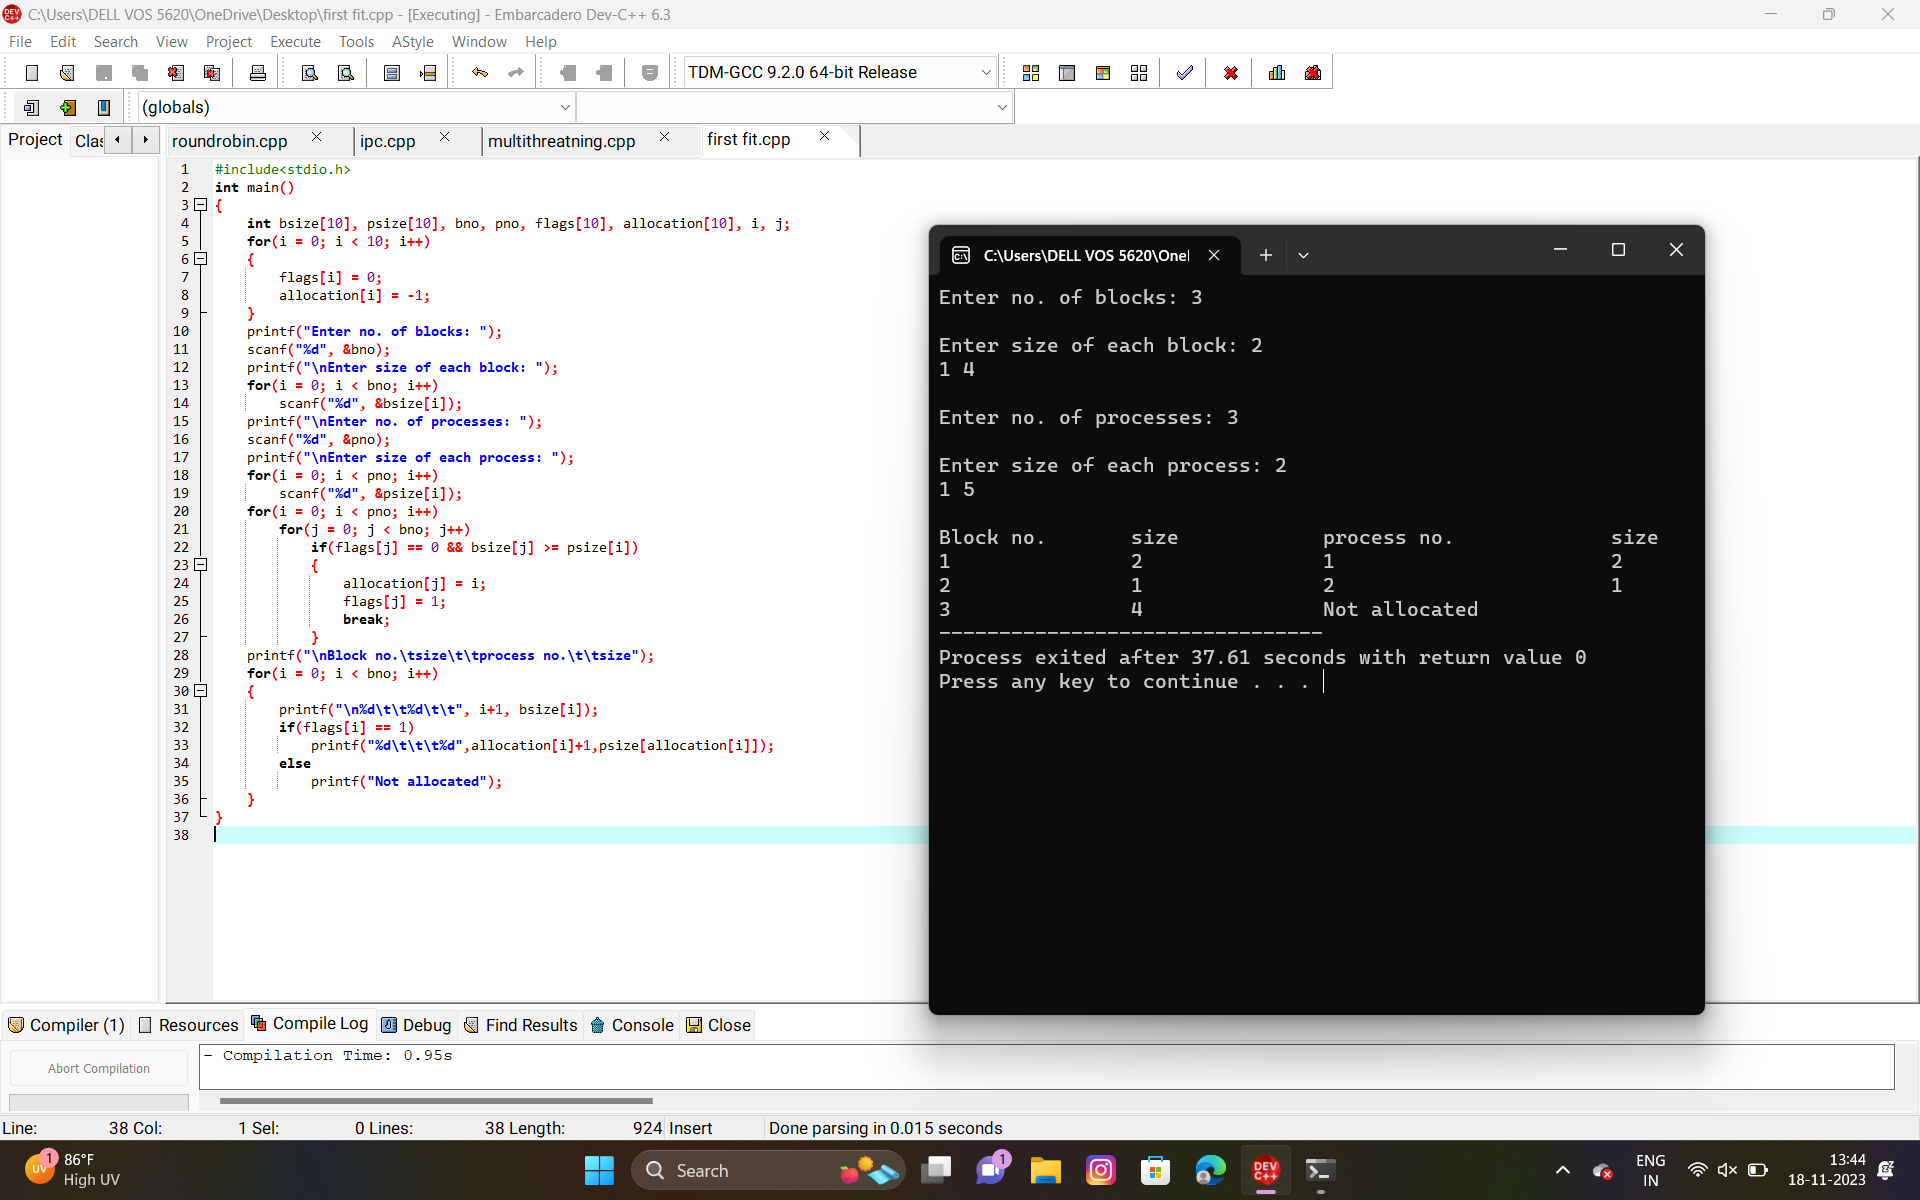 C:\Users\DELL VOS 5620\OneDrive\Desktop\first fit.cpp - [Executing] - Embarcadero Dev-C++ 6.3
File Edit Search View Project Execute Tools AStyle Window Help
TDM-GCC 9.2.0 64-bit Release
(globals)
Project Clas
roundrobin.cpp ipc.cpp multithreatning.cpp first fit.cpp
1 #include<stdio.h>
2 int main()
3 {
4 int bsize[10], psize[10], bno, pno, flags[10], allocation[10], i, j;
5 for(i = 0; i < 10; i++)
6 {
7 flags[i] = 0;
8 allocation[i] = -1;
9 }
10 printf("Enter no. of blocks: ");
11 scanf("%d", &bno);
12 printf("\nEnter size of each block: ");
13 for(i = 0; i < bno; i++)
14 scanf("%d", &bsize[i]);
15 printf("\nEnter no. of processes: ");
16 scanf("%d", &pno);
17 printf("\nEnter size of each process: ");
18 for(i = 0; i < pno; i++)
19 scanf("%d", &psize[i]);
20 for(i = 0; i < pno; i++)
21 for(j = 0; j < bno; j++)
22 if(flags[j] == 0 && bsize[j] >= psize[i])
23 {
24 allocation[j] = i;
25 flags[j] = 1;
26 break;
27 }
28 printf("\nBlock no.\tsize\t\tprocess no.\t\tsize");
29 for(i = 0; i < bno; i++)
30 {
31 printf("\n%d\t\t%d\t\t", i+1, bsize[i]);
32 if(flags[i] == 1)
33 printf("%d\t\t\t%d",allocation[i]+1,psize[allocation[i]]);
34 else
35 printf("Not allocated");
36 }
37 }
38
C:\Users\DELL VOS 5620\Onel
Enter no. of blocks: 3
Enter size of each block: 2
1 4
Enter no. of processes: 3
Enter size of each process: 2
1 5
Block no. size process no. size
1 2 1 2
2 1 2 1
3 4 Not allocated
--------------------------------
Process exited after 37.61 seconds with return value 0
Press any key to continue . . .
Compiler (1) Resources Compile Log Debug Find Results Console Close
Abort Compilation
- Compilation Time: 0.95s
Line: 38 Col: 1 Sel: 0 Lines: 38 Length: 924 Insert Done parsing in 0.015 seconds
UV 1 86°F
High UV
Search
1
DEV C++
ENG
IN
13:44
18-11-2023